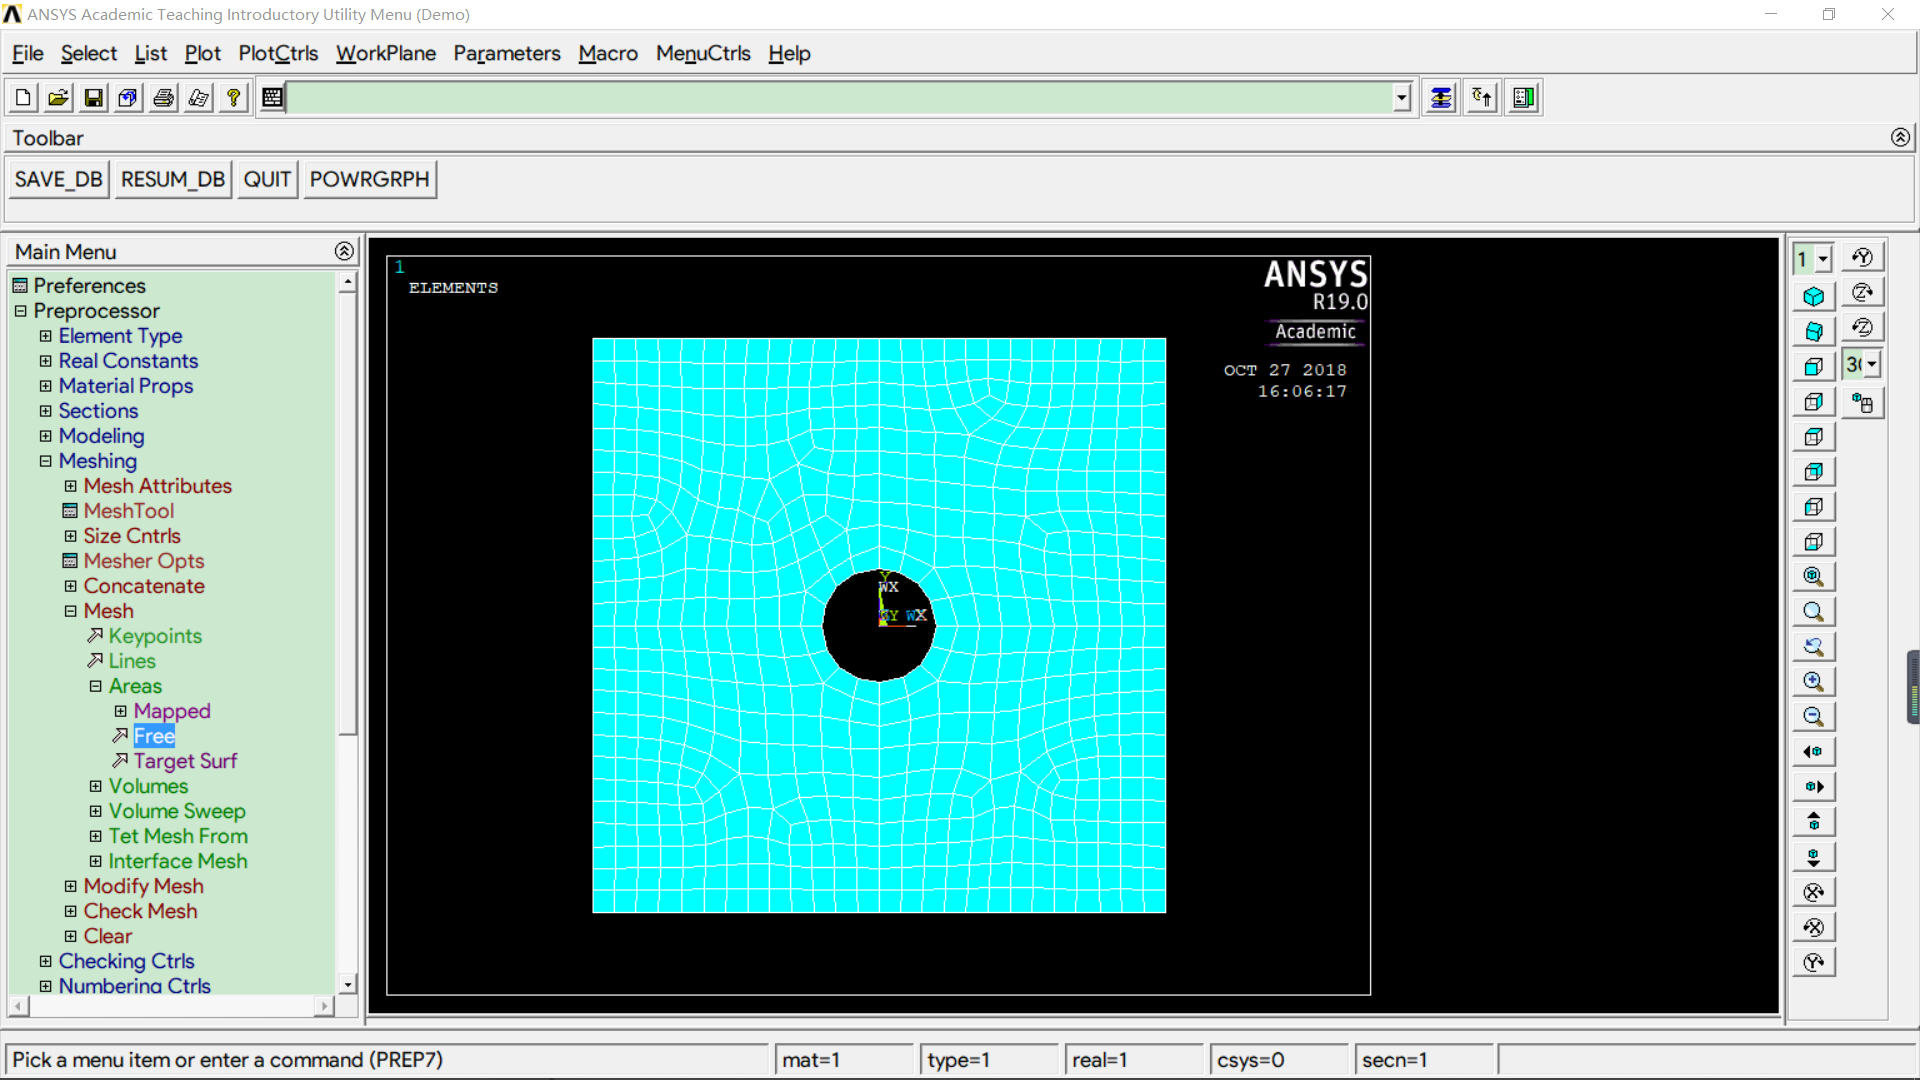 ANSYS Academic Teaching Introductory Utility Menu (Demo)
File Select List Plot PlotCtrls WorkPlane Parameters Macro MenuCtrls Help
Toolbar
SAVE_DB RESUM_DB QUIT POWRGRPH
Main Menu
Preferences
Preprocessor
Element Type
Real Constants
Material Props
Sections
Modeling
Meshing
Mesh Attributes
MeshTool
Size Cntrls
Mesher Opts
Concatenate
Mesh
Keypoints
Lines
Areas
Mapped
Free
Target Surf
Volumes
Volume Sweep
Tet Mesh From
Interface Mesh
Modify Mesh
Check Mesh
Clear
Checking Ctrls
Numbering Ctrls
1
ELEMENTS
ANSYS
R19.0
Academic
OCT 27 2018
16:06:17
Y
WX
WX
1
Pick a menu item or enter a command (PREP7)
mat=1
type=1
real=1
csys=0
secn=1